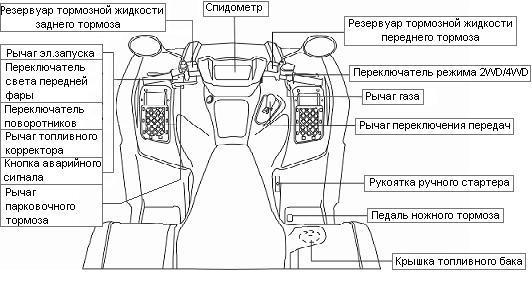 Резервуар тормозной жидкости
заднего тормоза
Спидометр
Резервуар тормозной жидкости
переднего тормоза
Рычаг эл.запуска
Переключатель
света передней
фары
Переключатель
поворотников
Рычаг топливного
корректора
Кнопка аварийного
сигнала
Рычаг
парковочного
тормоза
Переключатель режима 2WD/4WD
Рычаг газа
Рычаг переключения передач
Рукоятка ручного стартера
Педаль ножного тормоза
Крышка топливного бака